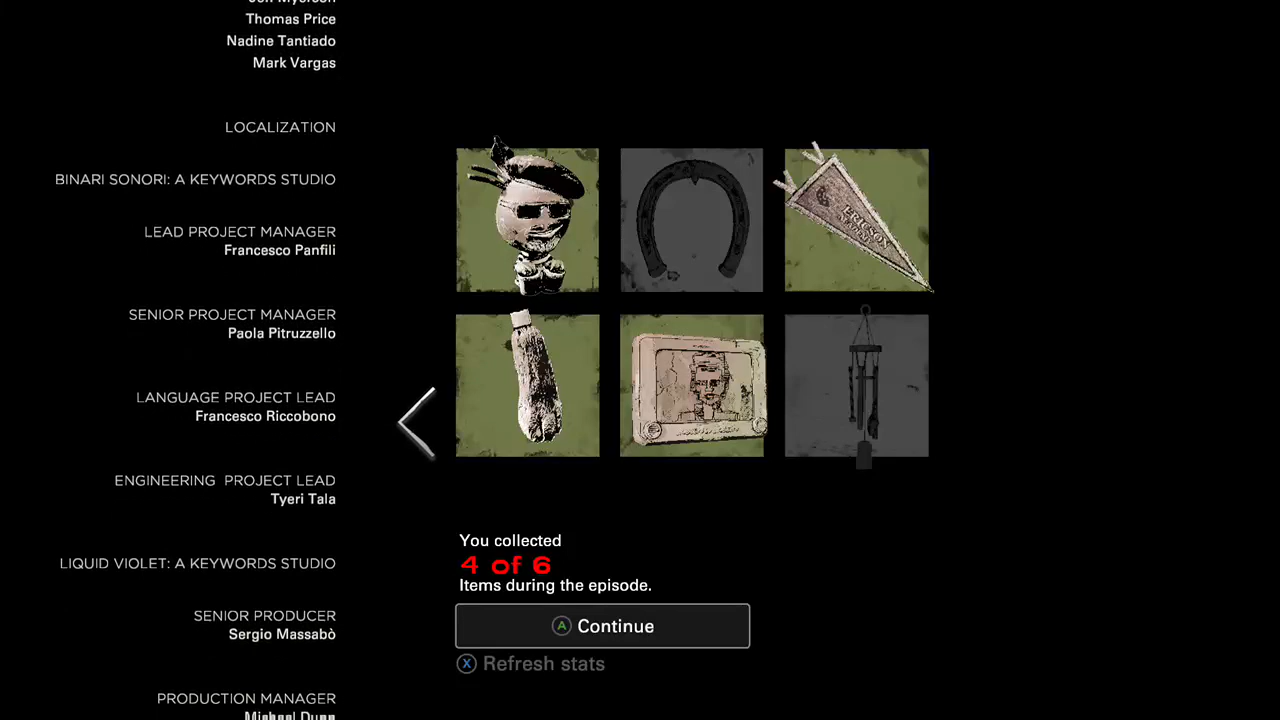 Thomas Price
Nadine Tantiado
Mark Vargas
LOCALIZATION
BINARI SONORI: A KEYWORDS STUDIO
LEAD PROJECT MANAGER
Francesco Panfili
SENIOR PROJECT MANAGER
Paola Pitruzzello
LANGUAGE PROJECT LEAD
Francesco Riccobono
ENGINEERING PROJECT LEAD
Tyeri Tala
LIQUID VIOLET: A KEYWORDS STUDIO
SENIOR PRODUCER
Sergio Massabò
PRODUCTION MANAGER
ERICSON
You collected
4 of 6
Items during the episode.
A Continue
X Refresh stats